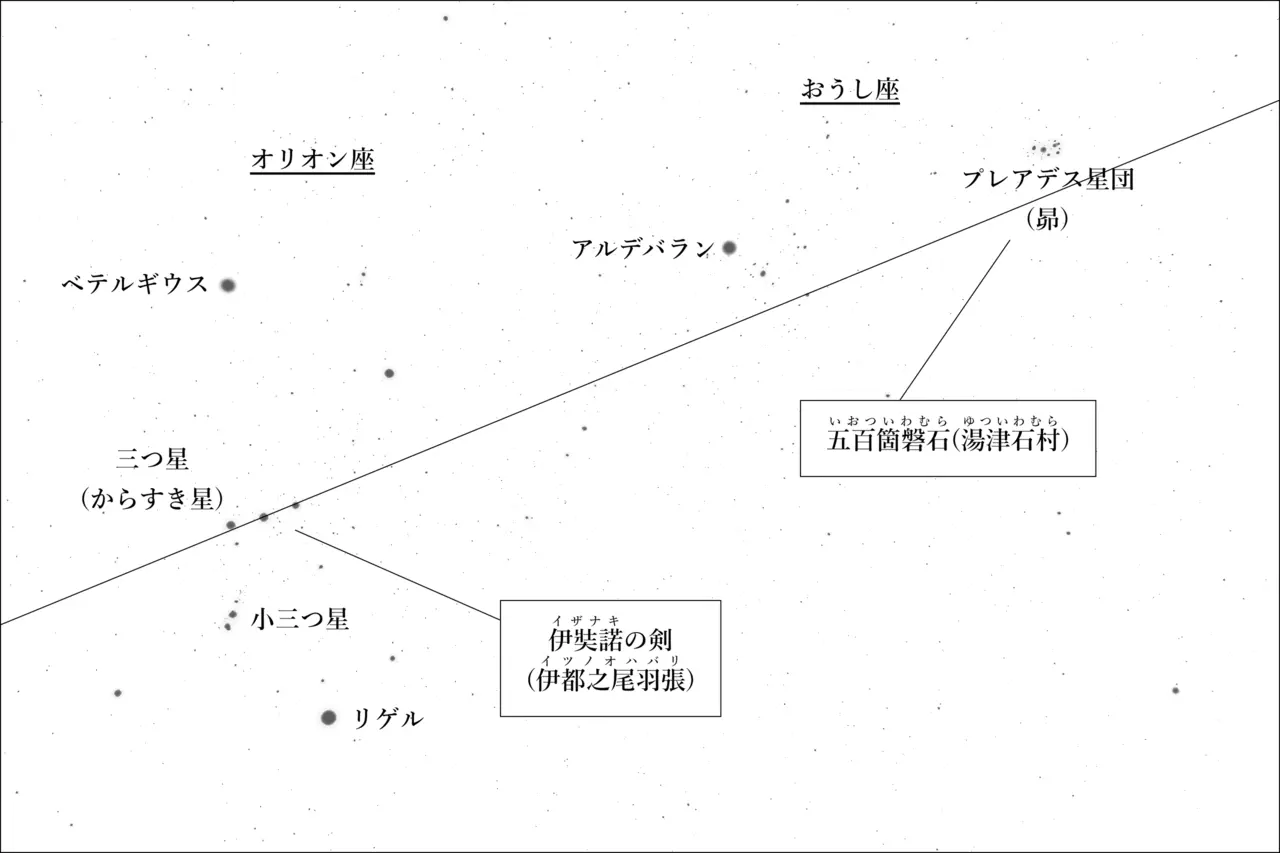 おうし座
オリオン座
プレアデス星団
(昴)
アルデバラン
ベテルギウス
いおついわむら ゆついわむら
五百箇磐石(湯津石村)
三つ星
(からすき星)
小三つ星
イザナキ
伊奘諾の剣
イツノオハバリ
(伊都之尾羽張)
リゲル